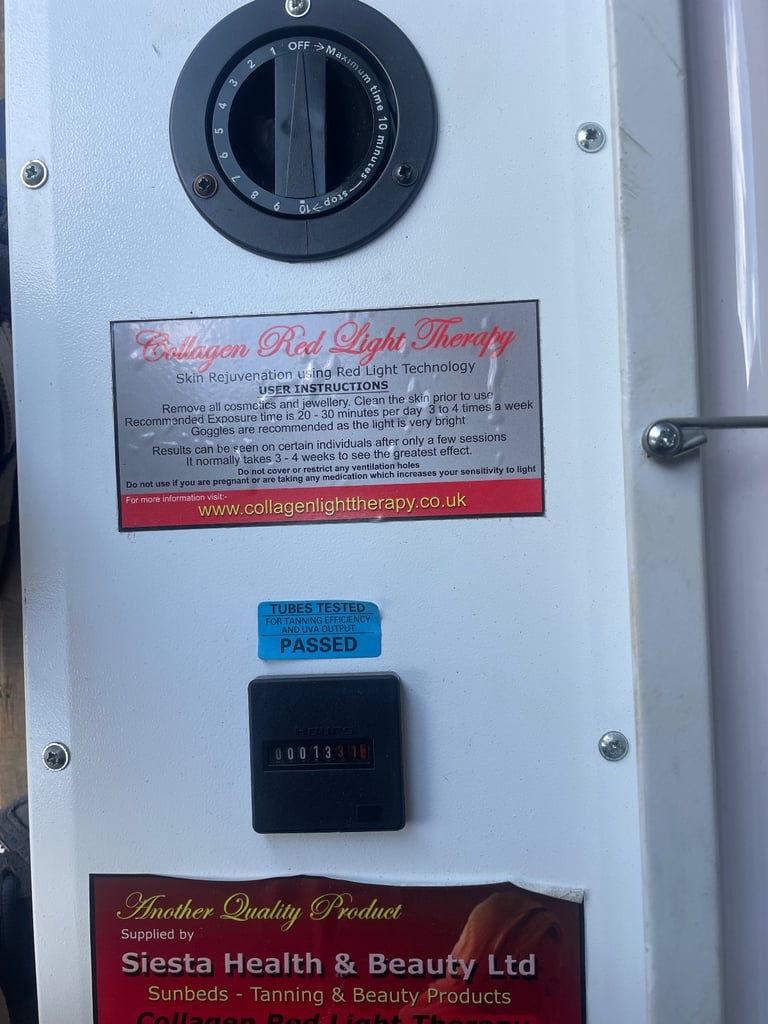 OFF → Maximum time 10 minutes — stop →
1 2 3 4 5 6 7 8 9 10
Collagen Red Light Therapy
Skin Rejuvenation using Red Light Technology
USER INSTRUCTIONS
Remove all cosmetics and jewellery. Clean the skin prior to use
Recommended Exposure time is 20 - 30 minutes per day 3 to 4 times a week
Goggles are recommended as the light is very bright
Results can be seen on certain individuals after only a few sessions
It normally takes 3 - 4 weeks to see the greatest effect.
Do not cover or restrict any ventilation holes
Do not use if you are pregnant or are taking any medication which increases your sensitivity to light
For more information visit:-
www.collagenlighttherapy.co.uk
TUBES TESTED
FOR TANNING EFFICIENCY
AND UVA OUTPUT
PASSED
HOURS
Another Quality Product
Supplied by
Siesta Health & Beauty Ltd
Sunbeds - Tanning & Beauty Products
Collagen Red Light Therapy